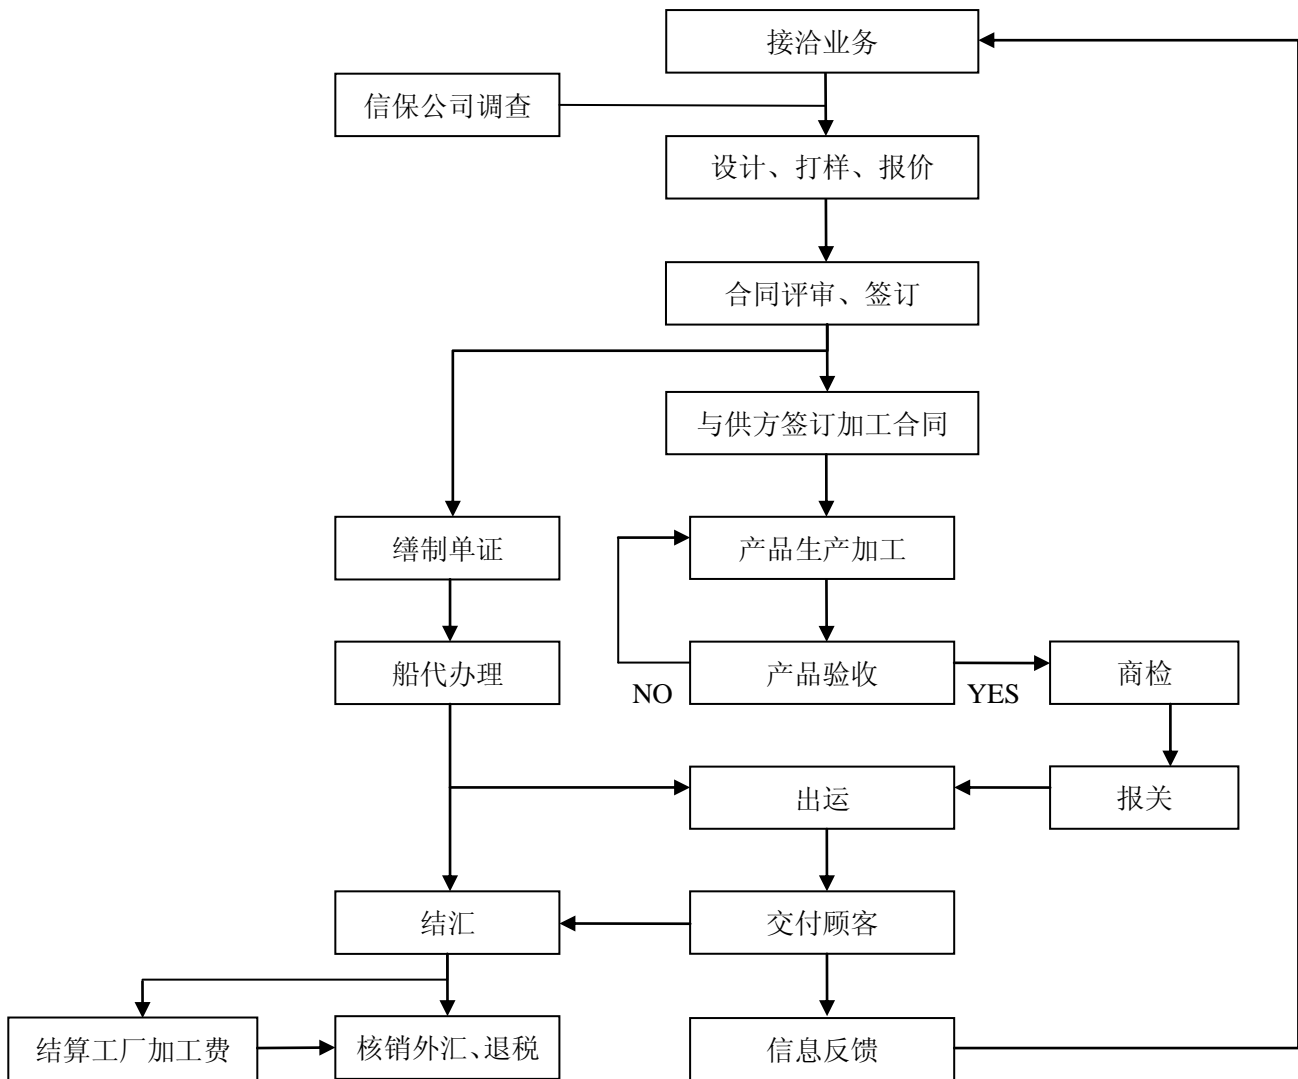 接洽业务
信保公司调查
设计、打样、报价
合同评审、签订
与供方签订加工合同
缮制单证
产品生产加工
船代办理
NO
产品验收
YES
商检
出运
报关
结汇
交付顾客
结算工厂加工费
核销外汇、退税
信息反馈